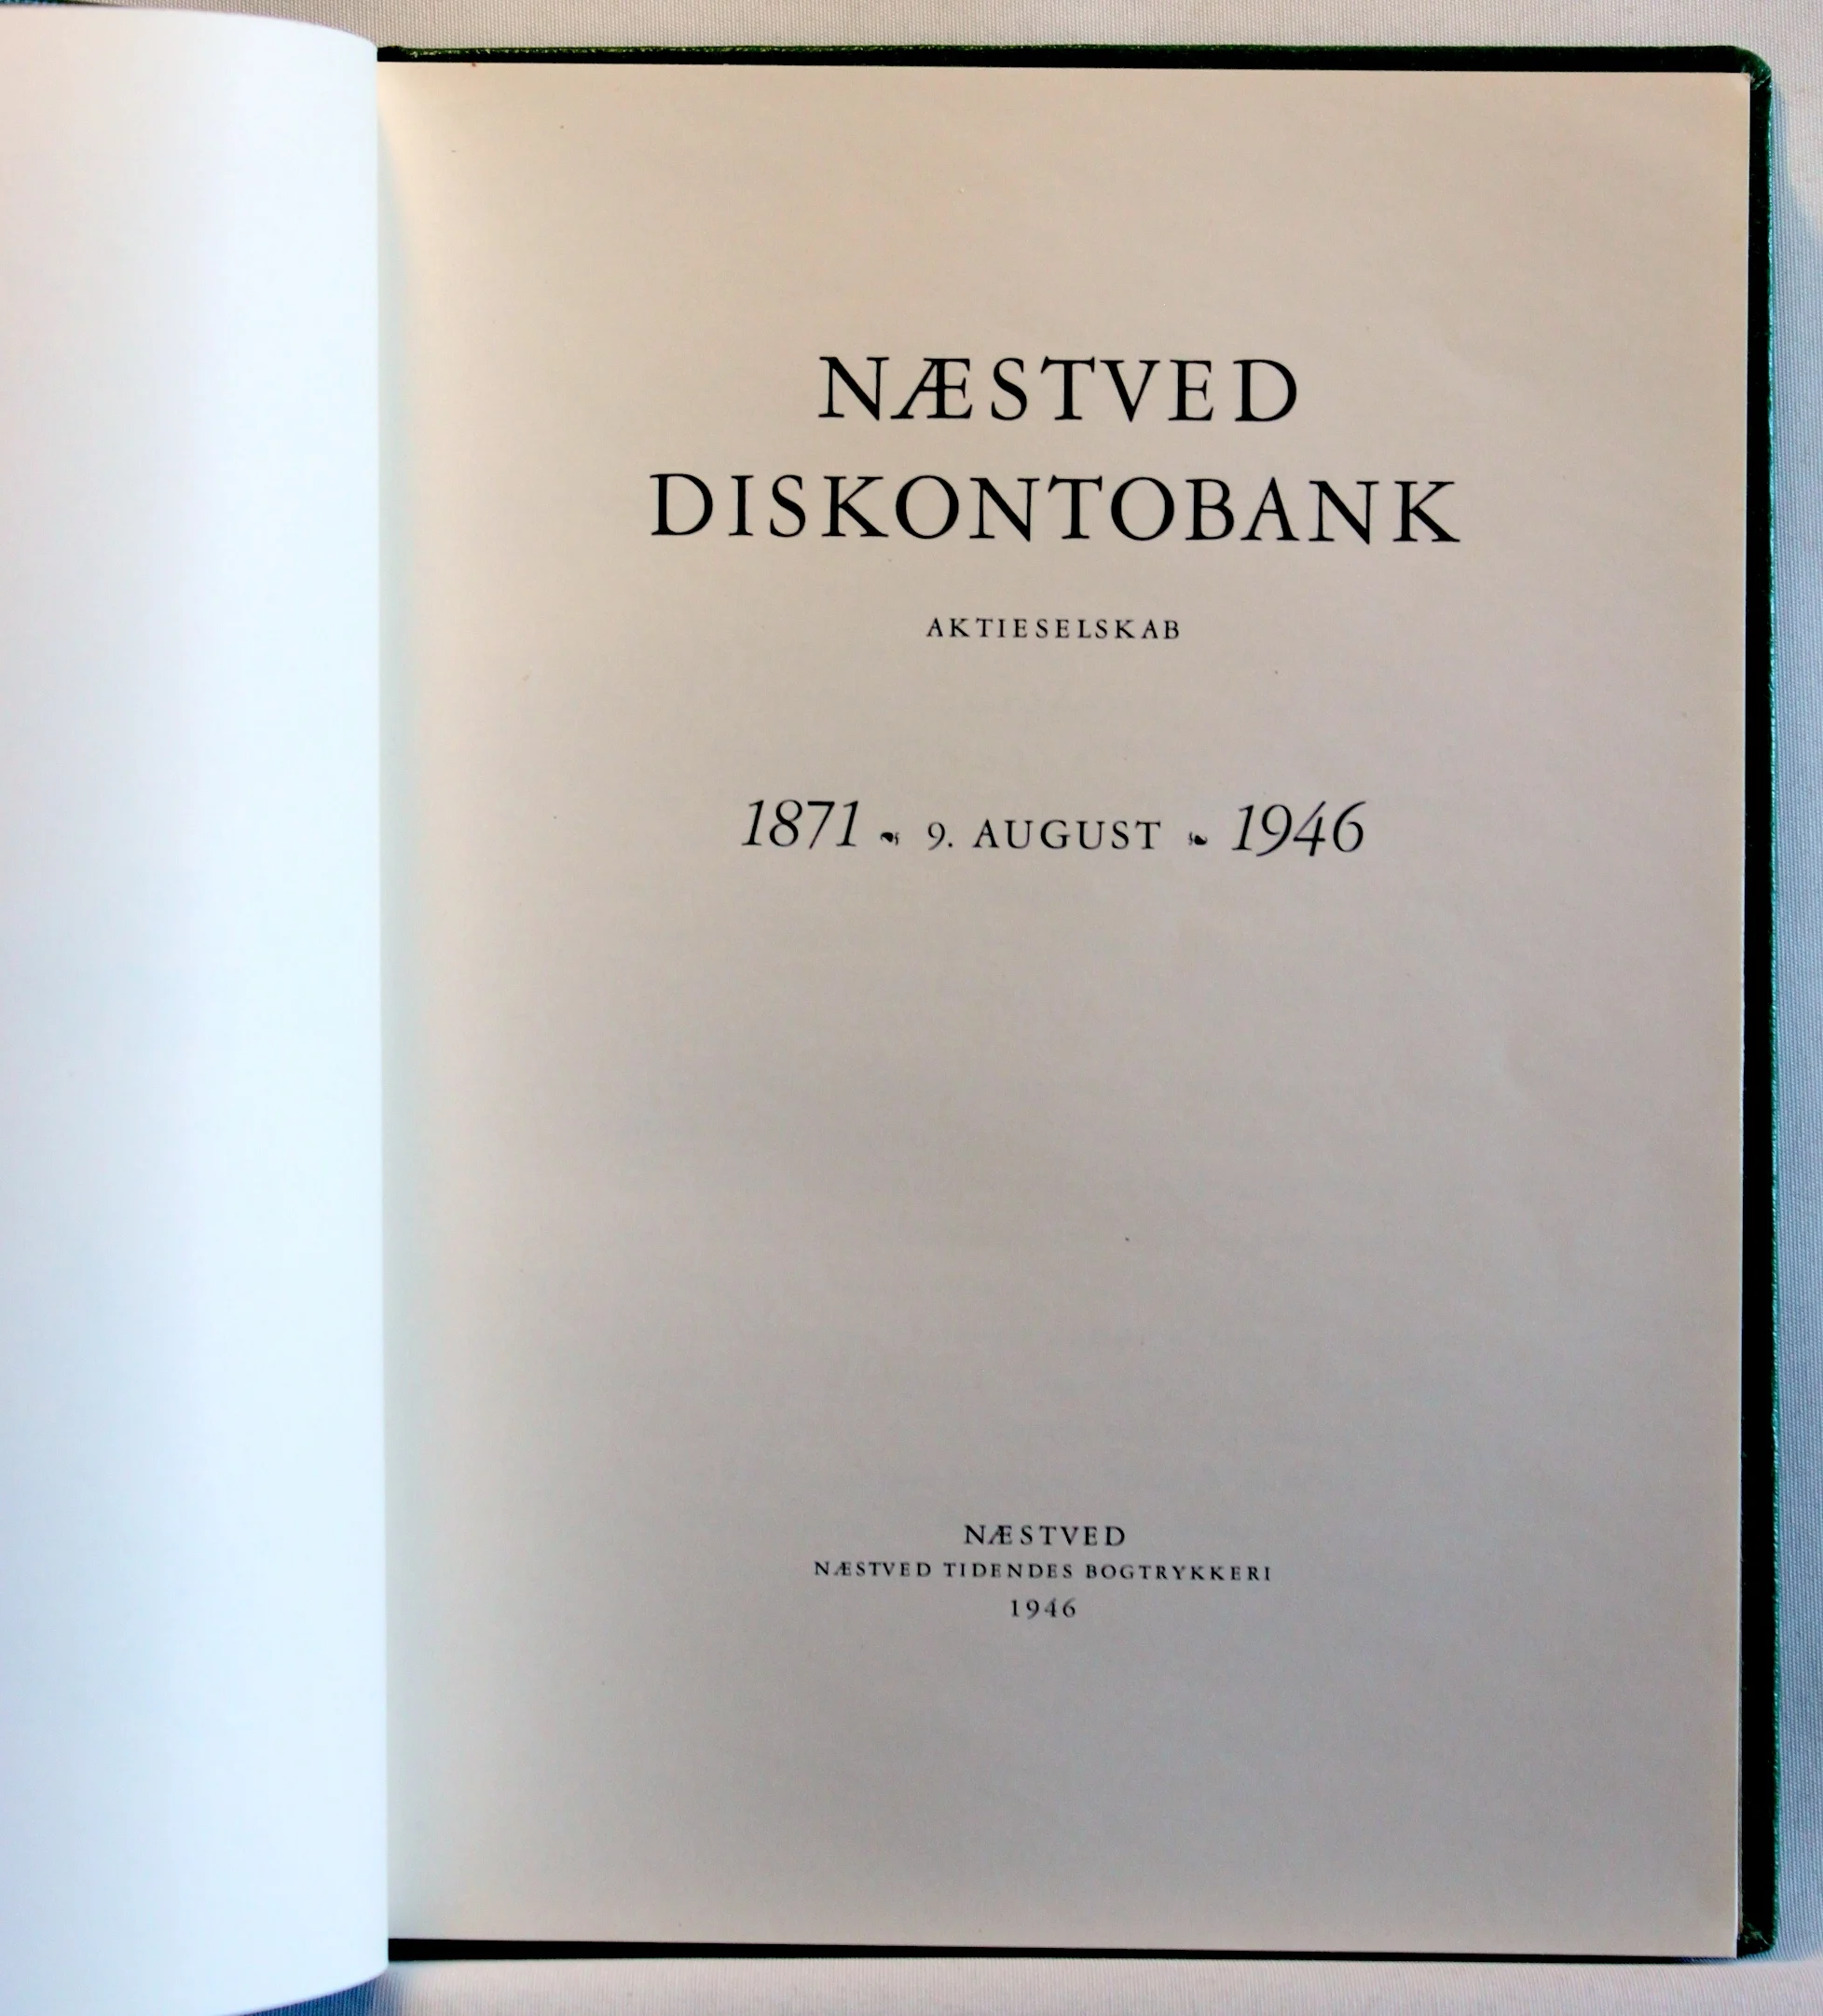 NÆSTVED
DISKONTOBANK
AKTIESELSKAB
1871 ☙ 9. AUGUST ❧ 1946
NÆSTVED
NÆSTVED TIDENDES BOGTRYKKERI
1946